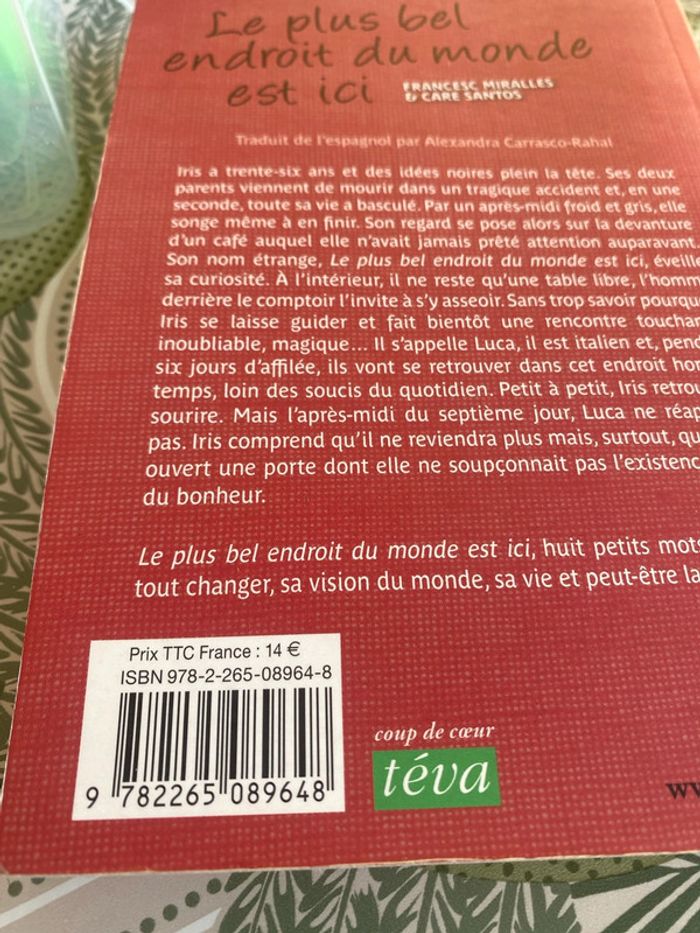 Le plus bel
endroit du monde
est ici
FRANCESC MIRALLES
& CARE SANTOS
Traduit de l'espagnol par Alexandra Carrasco-Rahal
Iris a trente-six ans et des idées noires plein la tête. Ses deux
parents viennent de mourir dans un tragique accident et, en une
seconde, toute sa vie a basculé. Par un après-midi froid et gris, elle
songe même à en finir. Son regard se pose alors sur la devanture
d'un café auquel elle n'avait jamais prêté attention auparavant.
Son nom étrange, Le plus bel endroit du monde est ici, éveille
sa curiosité. À l'intérieur, il ne reste qu'une table libre, l'homm
derrière le comptoir l'invite à s'y asseoir. Sans trop savoir pourqu
Iris se laisse guider et fait bientôt une rencontre toucha
inoubliable, magique... Il s'appelle Luca, il est italien et, pend
six jours d'affilée, ils vont se retrouver dans cet endroit hor
temps, loin des soucis du quotidien. Petit à petit, Iris retro
sourire. Mais l'après-midi du septième jour, Luca ne réap
pas. Iris comprend qu'il ne reviendra plus mais, surtout, qu
ouvert une porte dont elle ne soupçonnait pas l'existenc
du bonheur.
Le plus bel endroit du monde est ici, huit petits mots
tout changer, sa vision du monde, sa vie et peut-être la
Prix TTC France : 14 €
ISBN 978-2-265-08964-8
9 782265 089648
coup de cœur
téva
ww